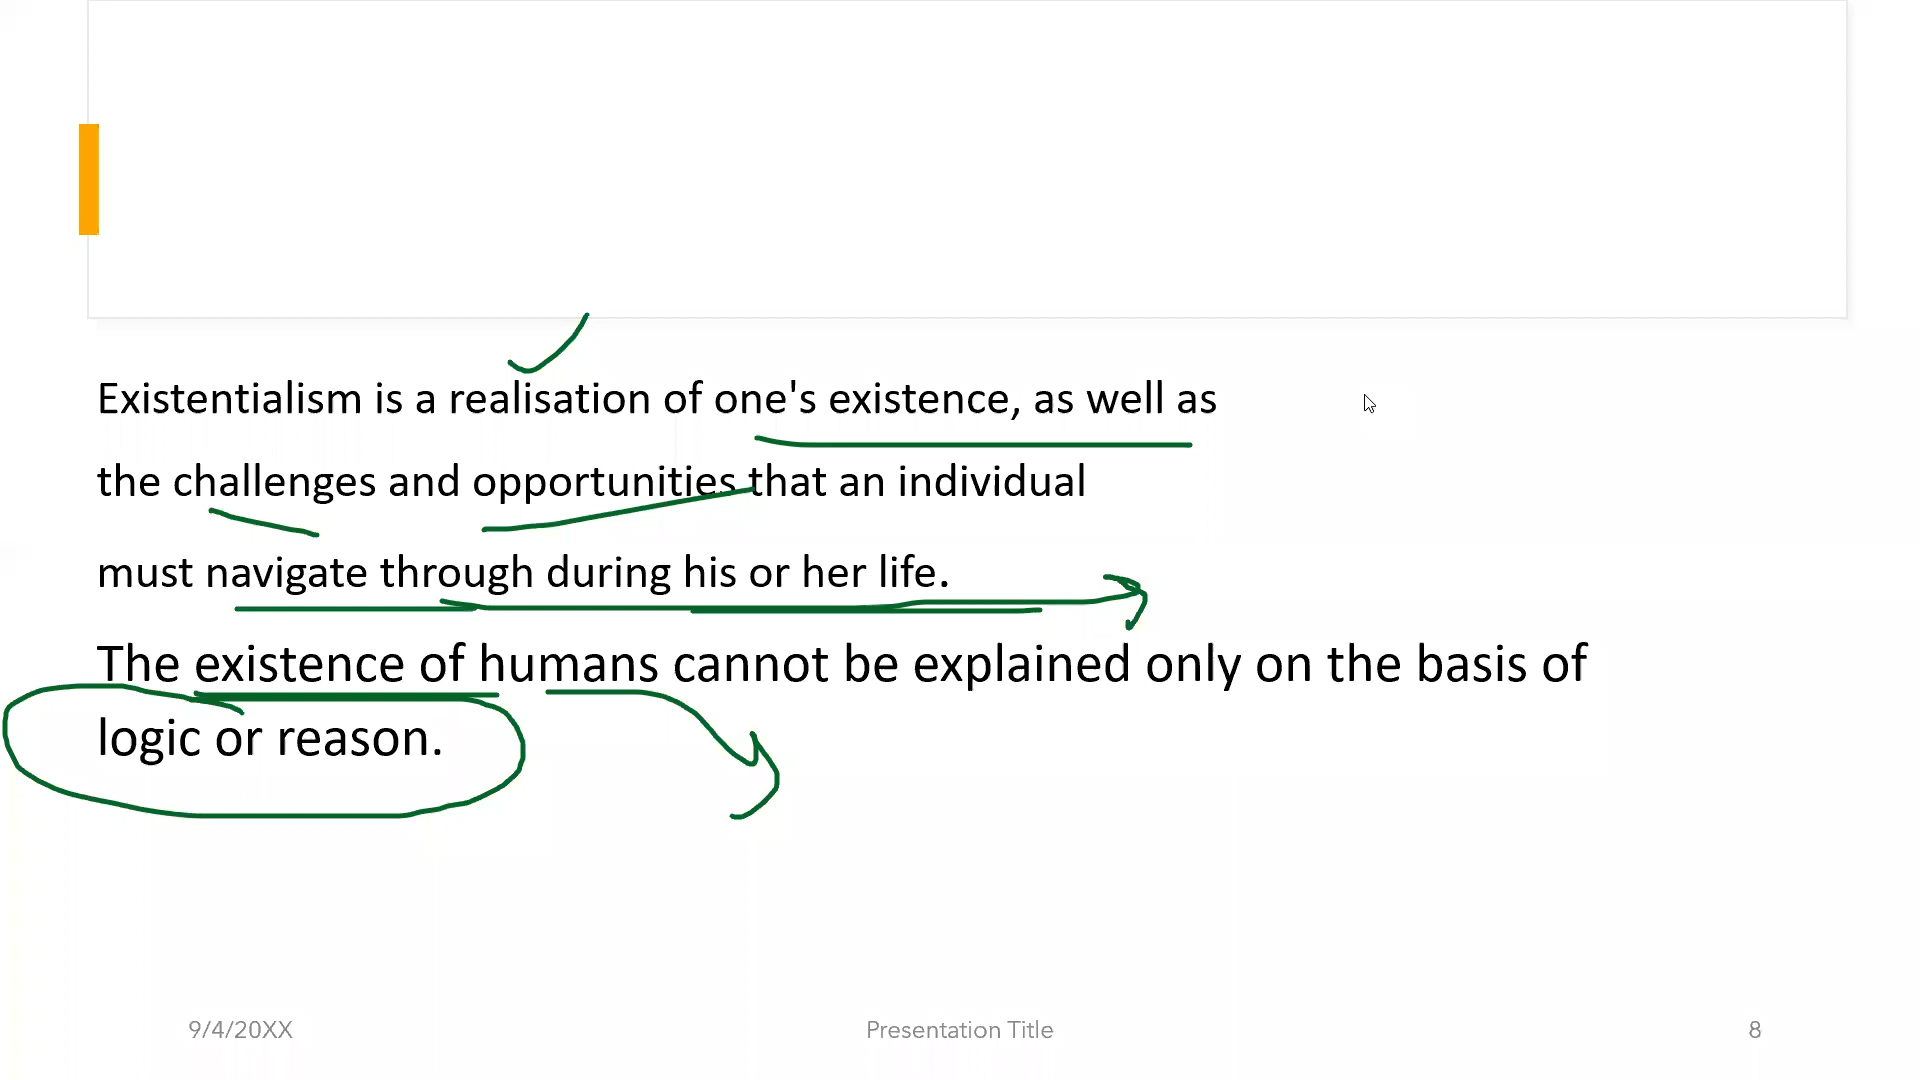 Existentialism is a realisation of one's existence, as well as
the challenges and opportunities that an individual
must navigate through during his or her life.
The existence of humans cannot be explained only on the basis of
logic or reason.
9/4/20XX
Presentation Title
8